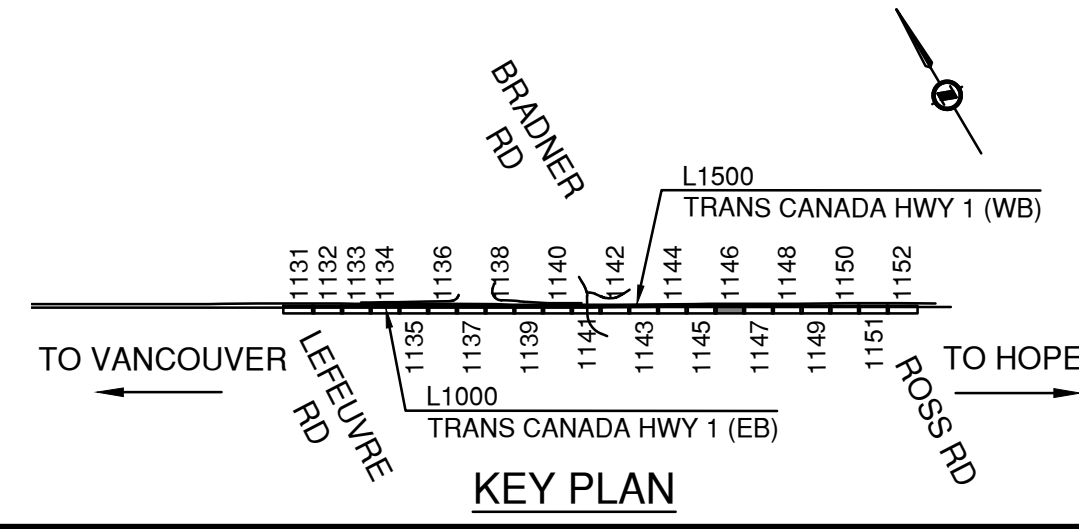 BRADNER
RD
L1500
TRANS CANADA HWY 1 (WB)
1131
1132
1133
1134
1136
1138
1140
1142
1144
1146
1148
1150
1152
1135
1137
1139
1141
1143
1145
1147
1149
1151
TO VANCOUVER
LEFEUVRE
RD
TO HOPE
ROSS RD
L1000
TRANS CANADA HWY 1 (EB)
KEY PLAN